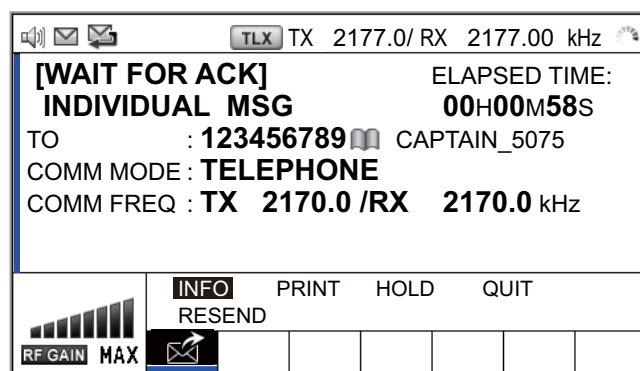 TLX TX 2177.0/ RX 2177.00 kHz
[WAIT FOR ACK] ELAPSED TIME:
INDIVIDUAL MSG 00H00M58S
TO : 123456789 CAPTAIN_5075
COMM MODE : TELEPHONE
COMM FREQ : TX 2170.0 /RX 2170.0 kHz
INFO PRINT HOLD QUIT
RESEND
RF GAIN MAX